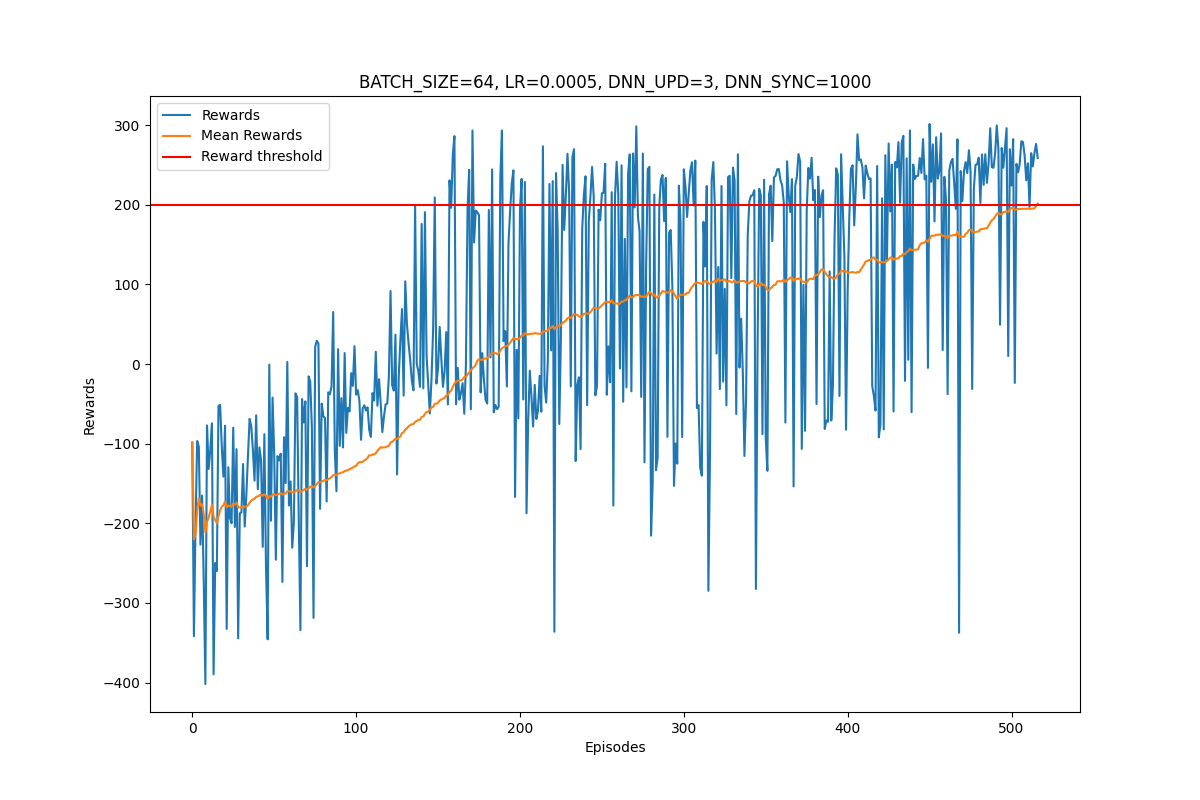 BATCH_SIZE=64, LR=0.0005, DNN_UPD=3, DNN_SYNC=1000
Rewards
Mean Rewards
Reward threshold
300
200
100
0
−100
−200
−300
−400
Rewards
0
100
200
300
400
500
Episodes